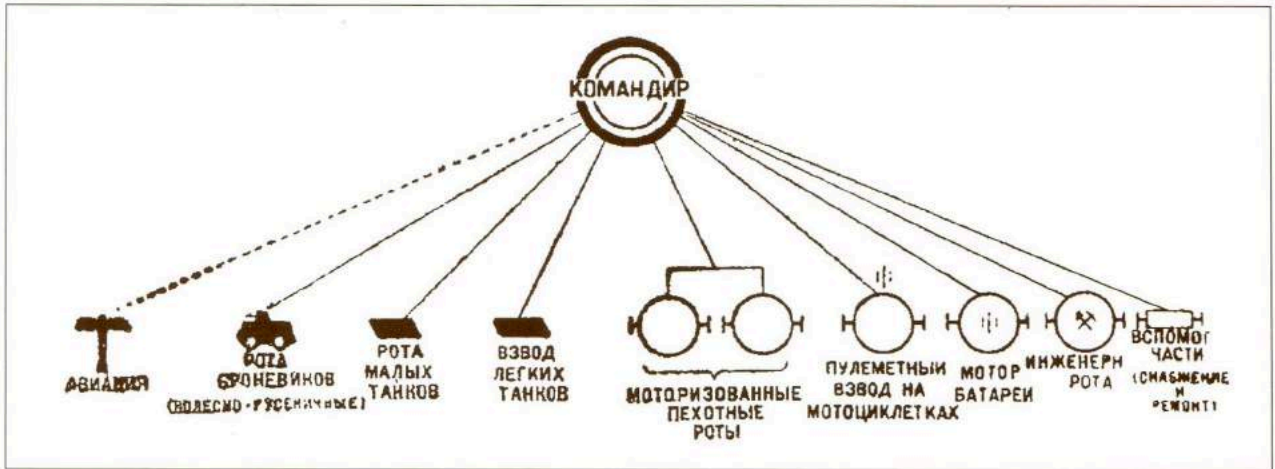 КОМАНДИР
АВИАЦИЯ
РОТА
БРОНЕВИКОВ
(КОЛЕСНО-ГУСЕНИЧНЫЕ)
РОТА
МАЛЫХ
ТАНКОВ
ВЗВОД
ЛЕГКИХ
ТАНКОВ
МОТОРИЗОВАННЫЕ
ПЕХОТНЫЕ
РОТЫ
ПУЛЕМЕТНЫЙ
ВЗВОД НА
МОТОЦИКЛЕТКАХ
МОТОР
БАТАРЕИ
ИНЖЕНЕРН
РОТА
ВСПОМОГ
ЧАСТИ
(СНАБЖЕНИЕ
И
РЕМОНТ)